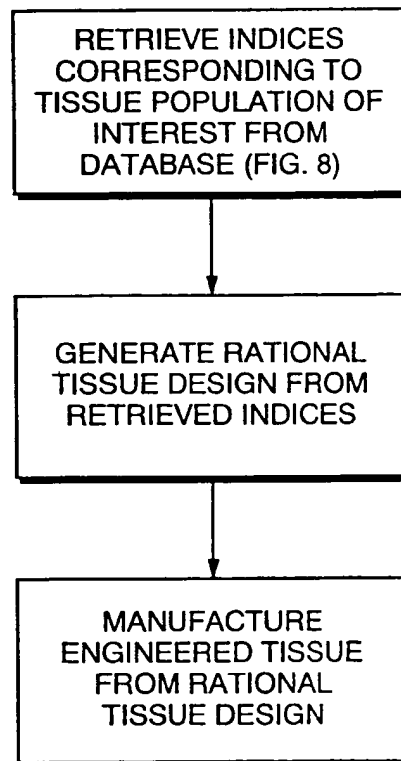 RETRIEVE INDICES
CORRESPONDING TO
TISSUE POPULATION OF
INTEREST FROM
DATABASE (FIG. 8)
GENERATE RATIONAL
TISSUE DESIGN FROM
RETRIEVED INDICES
MANUFACTURE
ENGINEERED TISSUE
FROM RATIONAL
TISSUE DESIGN